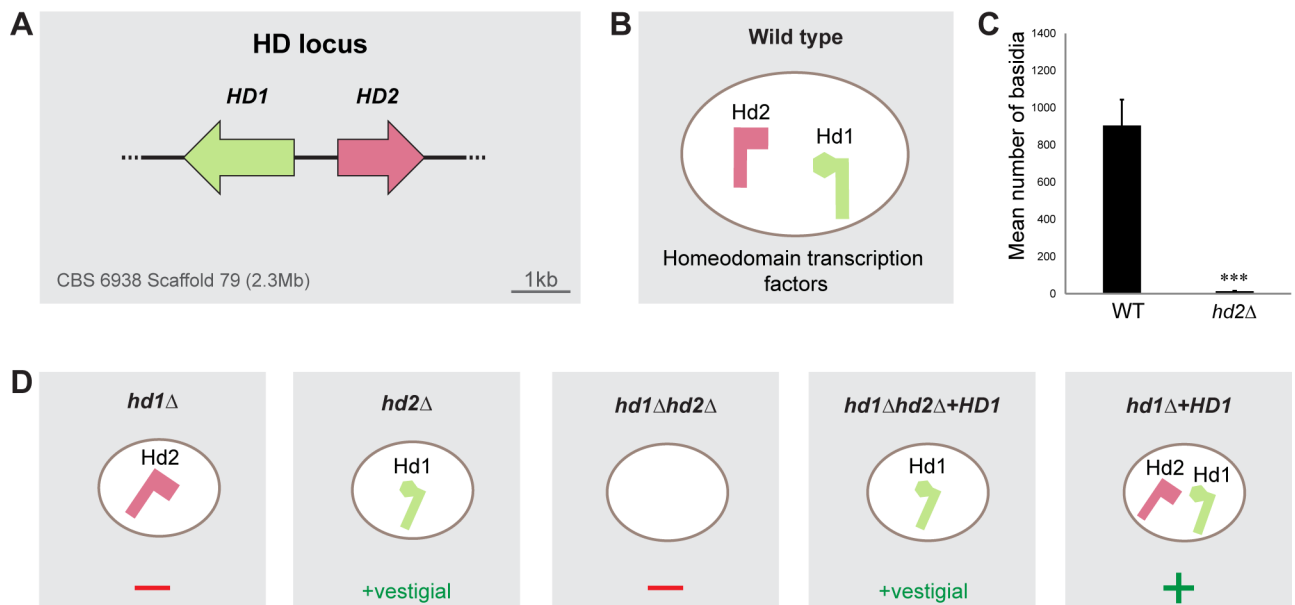 A
HD locus
HD1 HD2
CBS 6938 Scaffold 79 (2.3Mb)
1kb
B
Wild type
Hd2
Hd1
Homeodomain transcription
factors
C
Mean number of basidia
1400
1200
1000
800
600
400
200
0
***
WT hd2Δ
D
hd1Δ
Hd2
−
hd2Δ
Hd1
+vestigial
hd1Δhd2Δ
−
hd1Δhd2Δ+HD1
Hd1
+vestigial
hd1Δ+HD1
Hd2
Hd1
+